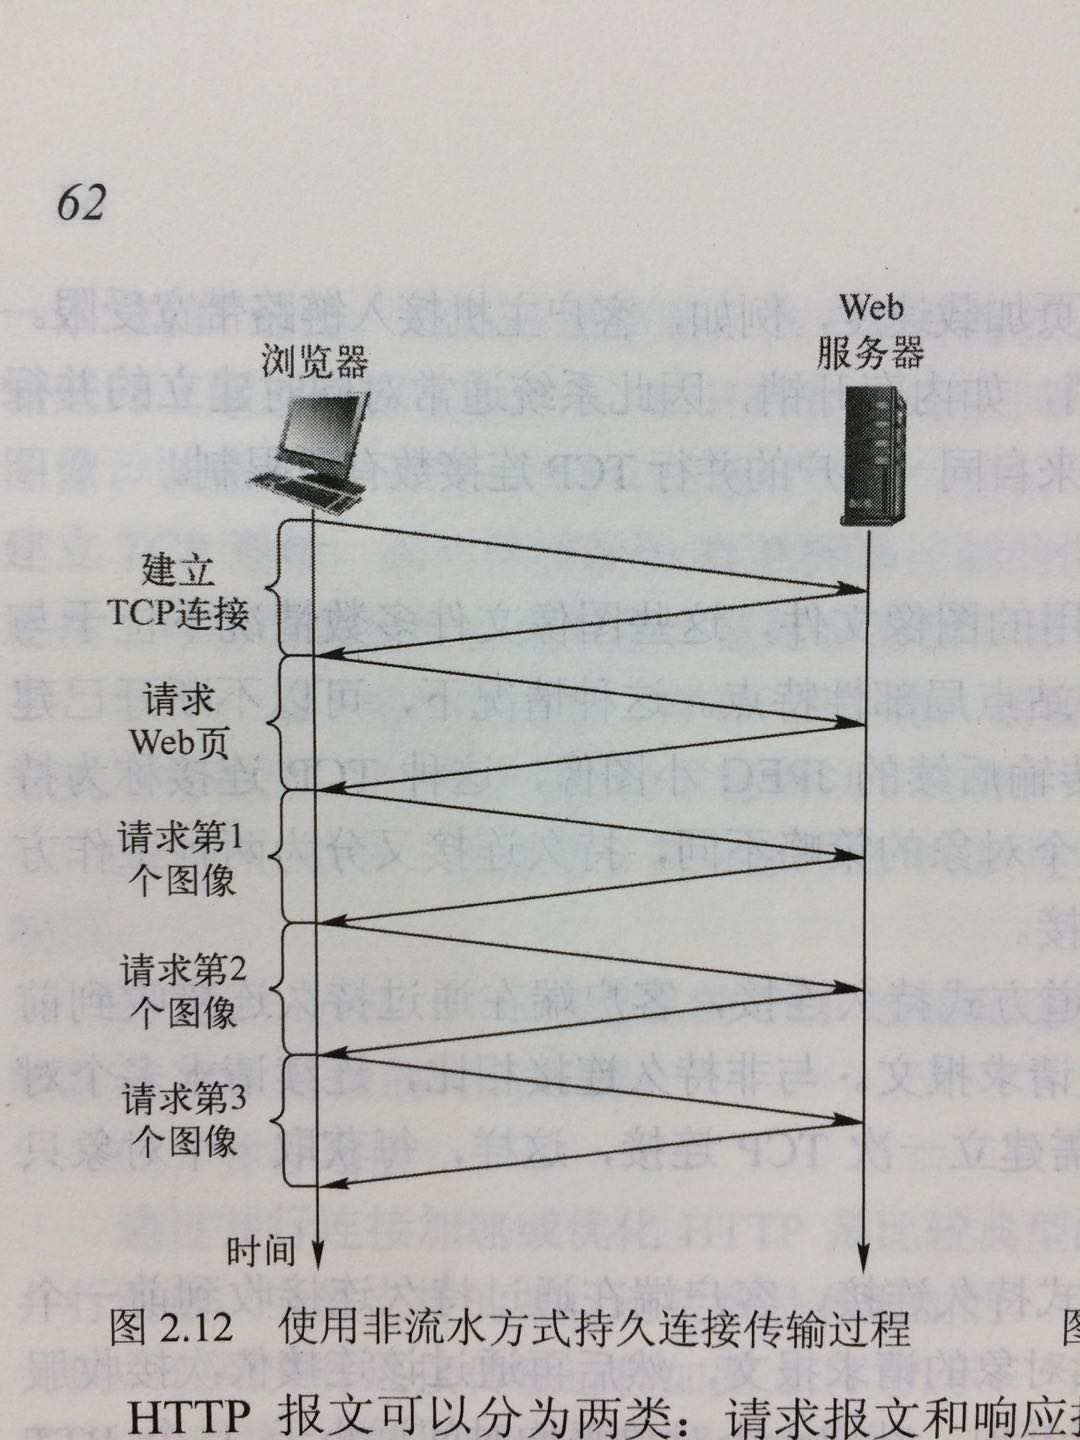 62
Web
服务器
浏览器
建立
TCP连接
请求
Web页
请求第1
个图像
请求第2
个图像
请求第3
个图像
时间
图 2.12 使用非流水方式持久连接传输过程
HTTP 报文可以分为两类：请求报文和响应